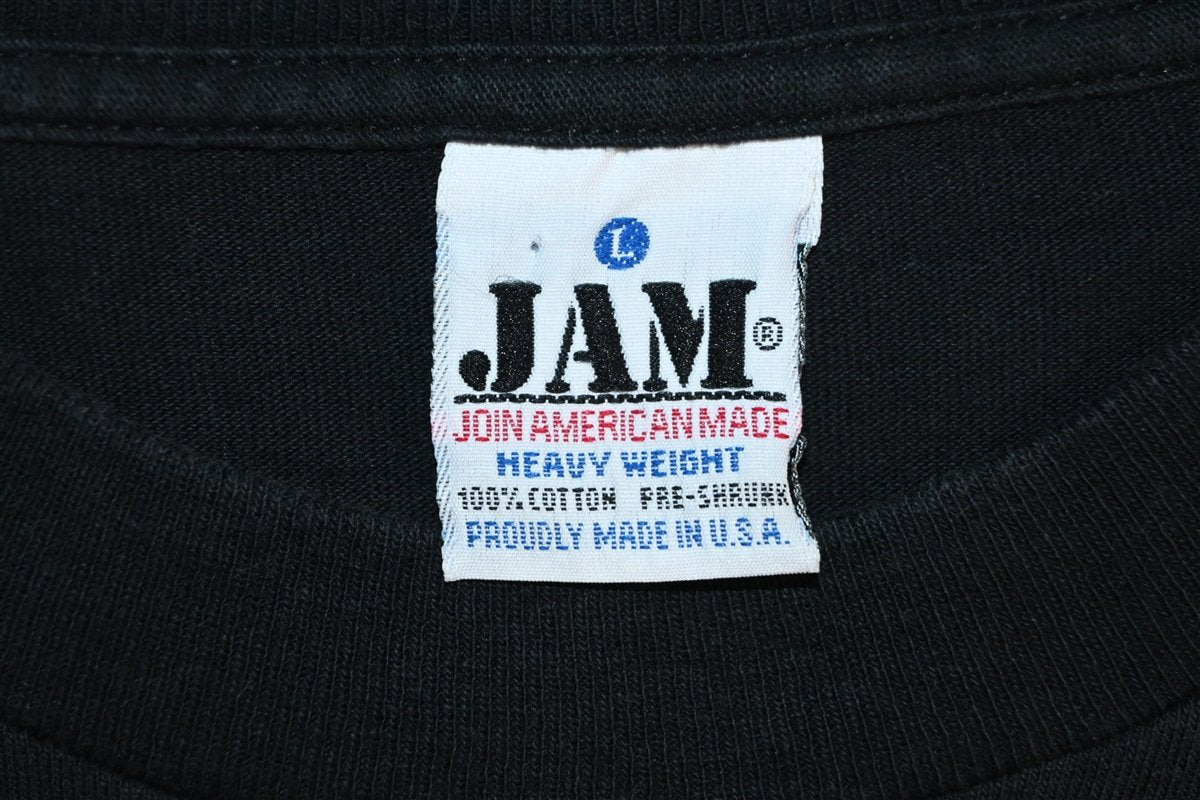 L
JAM®
JOIN AMERICAN MADE
HEAVY WEIGHT
100% COTTON PRE-SHRUNK
PROUDLY MADE IN U.S.A.